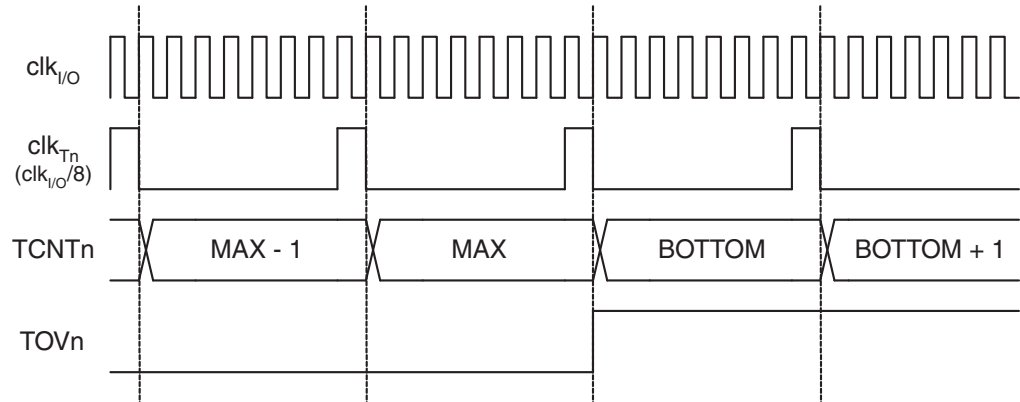 clkI/O
clkTn
(clkI/O/8)
TCNTn MAX - 1 MAX BOTTOM BOTTOM + 1
TOVn